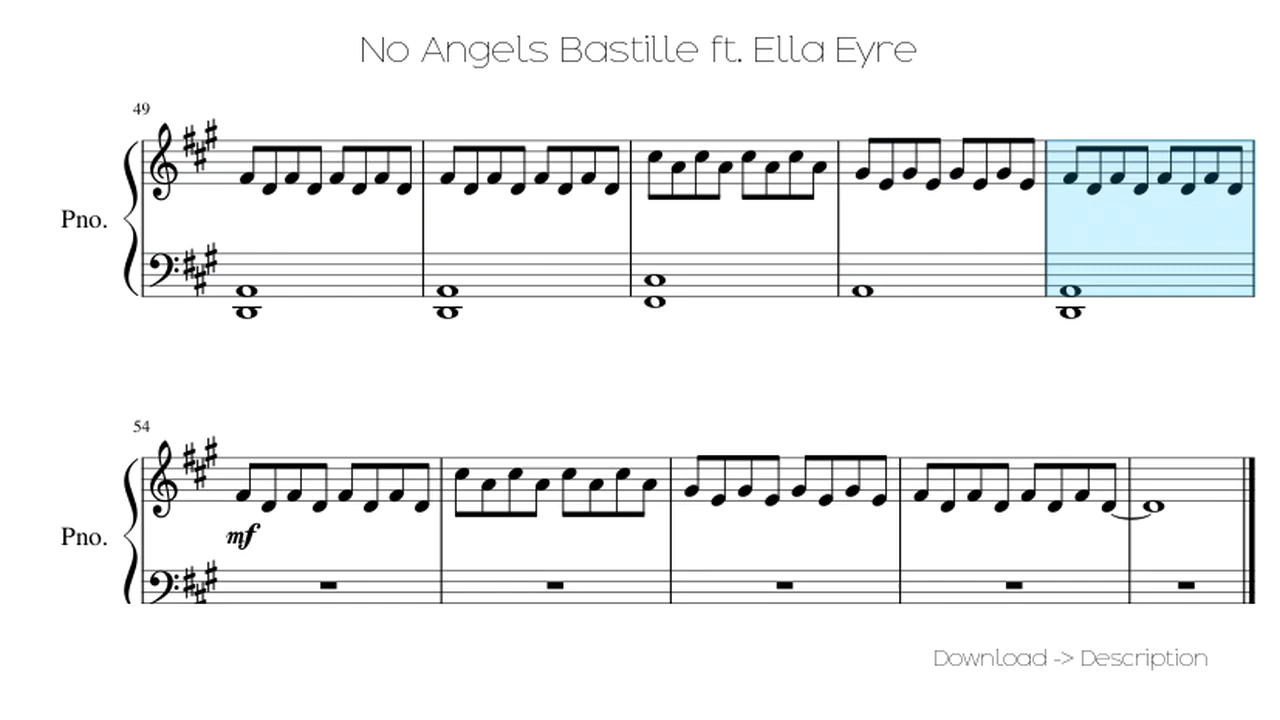 No Angels Bastille ft. Ella Eyre
49
Pno.
54
mf
Pno.
Download -> Description